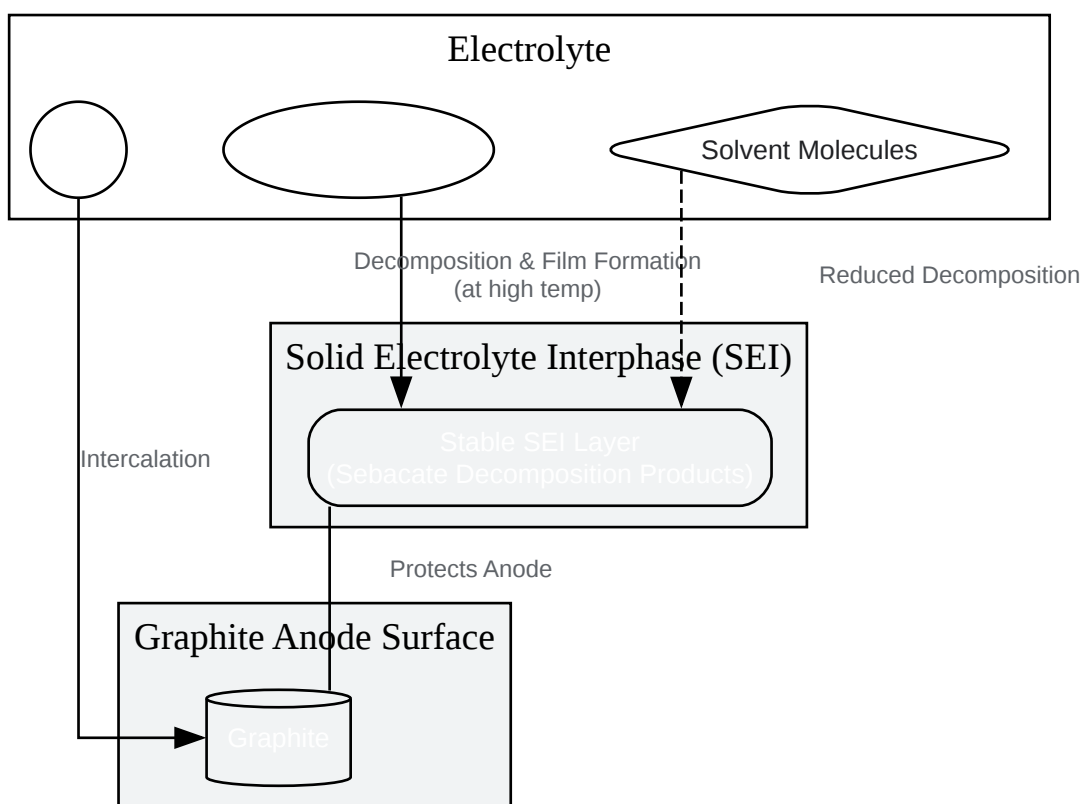 Electrolyte
Solvent Molecules
Decomposition & Film Formation
(at high temp)
Reduced Decomposition
Solid Electrolyte Interphase (SEI)
Stable SEI Layer
(Sebacate Decomposition Products)
Intercalation
Protects Anode
Graphite Anode Surface
Graphite